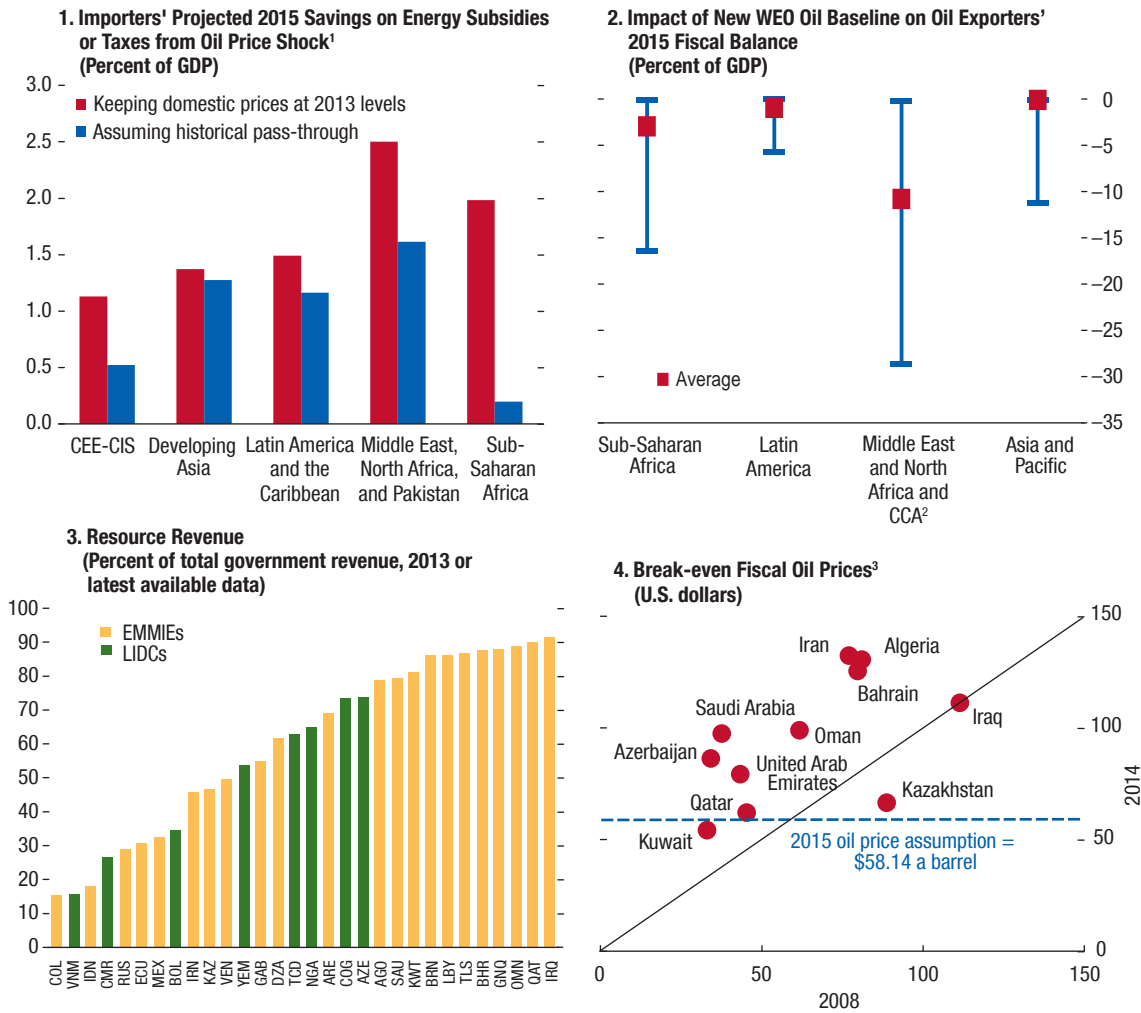 1. Importers' Projected 2015 Savings on Energy Subsidies
or Taxes from Oil Price Shock¹
(Percent of GDP)
3.0
2.5
2.0
1.5
1.0
0.5
0.0
Keeping domestic prices at 2013 levels
Assuming historical pass-through
CEE-CIS
Developing
Asia
Latin America
and the
Caribbean
Middle East,
North Africa,
and Pakistan
Sub-
Saharan
Africa
2. Impact of New WEO Oil Baseline on Oil Exporters’
2015 Fiscal Balance
(Percent of GDP)
0
–5
–10
–15
–20
–25
–30
–35
Average
Sub-Saharan
Africa
Latin
America
Middle East
and North
Africa and
CCA²
Asia and
Pacific
3. Resource Revenue
(Percent of total government revenue, 2013 or
latest available data)
100
90
80
70
60
50
40
30
20
10
0
EMMIEs
LIDCs
COL
VNM
IDN
CMR
RUS
ECU
MEX
BOL
IRN
KAZ
VEN
YEM
GAB
DZA
TCD
NGA
ARE
COG
AZE
AGO
SAU
KWT
BRN
LBY
TLS
BHR
GNQ
OMN
QAT
IRQ
4. Break-even Fiscal Oil Prices³
(U.S. dollars)
150
100
50
0
2014
Iran
Algeria
Bahrain
Saudi Arabia
Iraq
Oman
Azerbaijan
United Arab
Emirates
Kazakhstan
Qatar
Kuwait
2015 oil price assumption =
$58.14 a barrel
0
50
100
150
2008